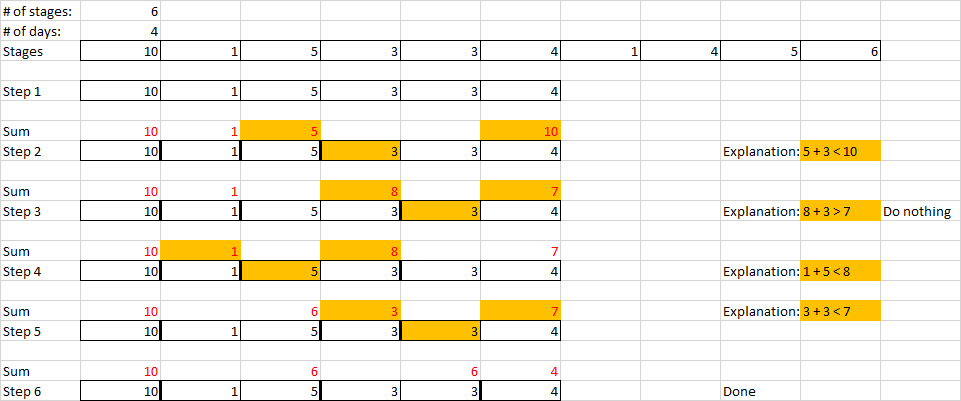 # of stages: 6
# of days: 4
Stages 10 1 5 3 3 4 1 4 5 6
Step 1 10 1 5 3 3 4
Sum 10 1 5 10
Step 2 10 1 5 3 3 4 Explanation: 5 + 3 < 10
Sum 10 1 8 7
Step 3 10 1 5 3 3 4 Explanation: 8 + 3 > 7 Do nothing
Sum 10 1 8 7
Step 4 10 1 5 3 3 4 Explanation: 1 + 5 < 8
Sum 10 6 3 7 Explanation: 3 + 3 < 7
Step 5 10 1 5 3 3 4
Sum 10 6 6 4
Step 6 10 1 5 3 3 4 Done